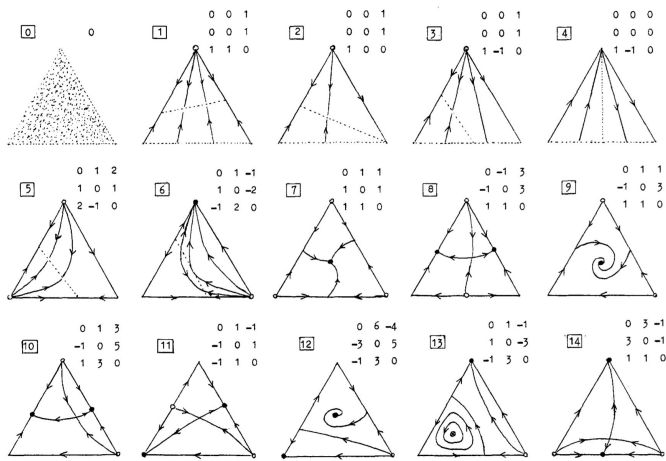 0 0
1 0 0 1
0 0 1
1 1 0
2 0 0 1
0 0 1
1 0 0
3 0 0 1
0 0 1
1 -1 0
4 0 0 0
0 0 0
1 -1 0
5 0 1 2
1 0 1
2 -1 0
6 0 1 -1
1 0 -2
-1 2 0
7 0 1 1
1 0 1
1 1 0
8 0 -1 3
-1 0 3
1 1 0
9 0 1 1
-1 0 3
1 1 0
10 0 1 3
-1 0 5
1 3 0
11 0 1 -1
-1 0 1
-1 1 0
12 0 6 -4
-3 0 5
-1 3 0
13 0 1 -1
1 0 -3
-1 3 0
14 0 3 -1
3 0 -1
1 1 0